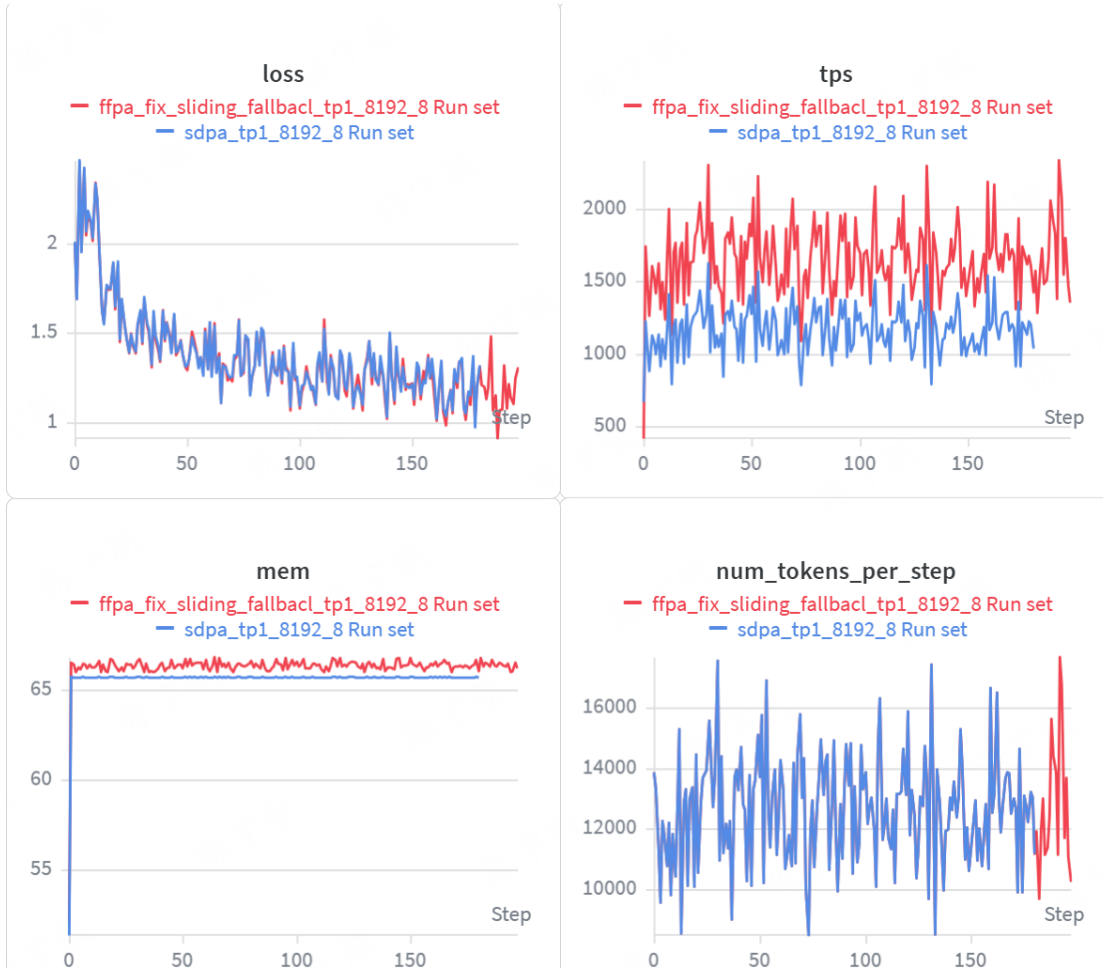 loss
ffpa_fix_sliding_fallbacl_tp1_8192_8 Run set
sdpa_tp1_8192_8 Run set
2
1.5
1
Step
0 50 100 150
tps
ffpa_fix_sliding_fallbacl_tp1_8192_8 Run set
sdpa_tp1_8192_8 Run set
2000
1500
1000
500
Step
0 50 100 150
mem
ffpa_fix_sliding_fallbacl_tp1_8192_8 Run set
sdpa_tp1_8192_8 Run set
65
60
55
Step
0 50 100 150
num_tokens_per_step
ffpa_fix_sliding_fallbacl_tp1_8192_8 Run set
sdpa_tp1_8192_8 Run set
16000
14000
12000
10000
Step
0 50 100 150